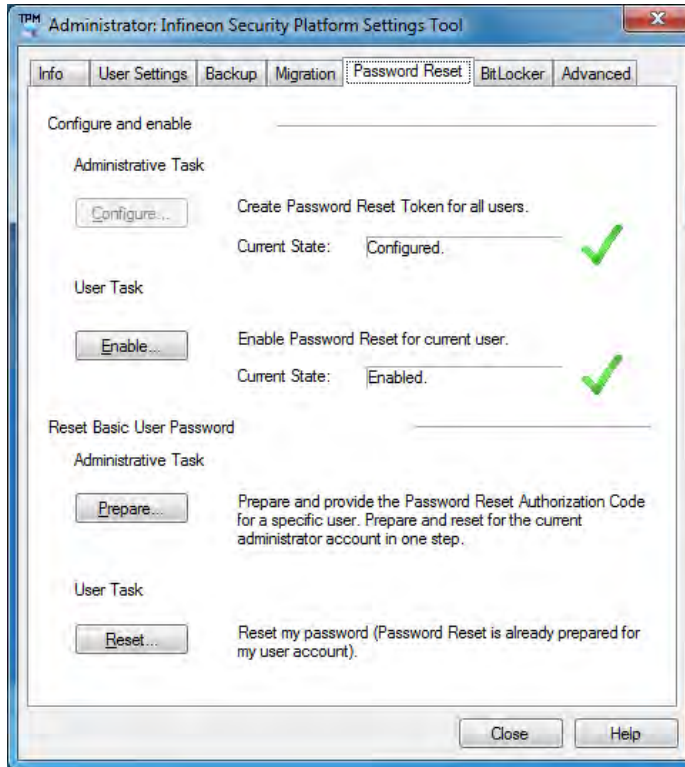 TPM Administrator: Infineon Security Platform Settings Tool
Info User Settings Backup Migration Password Reset BitLocker Advanced
Configure and enable
Administrative Task
Configure... Create Password Reset Token for all users.
Current State: Configured.
User Task
Enable... Enable Password Reset for current user.
Current State: Enabled.
Reset Basic User Password
Administrative Task
Prepare... Prepare and provide the Password Reset Authorization Code
for a specific user. Prepare and reset for the current
administrator account in one step.
User Task
Reset... Reset my password (Password Reset is already prepared for
my user account).
Close Help